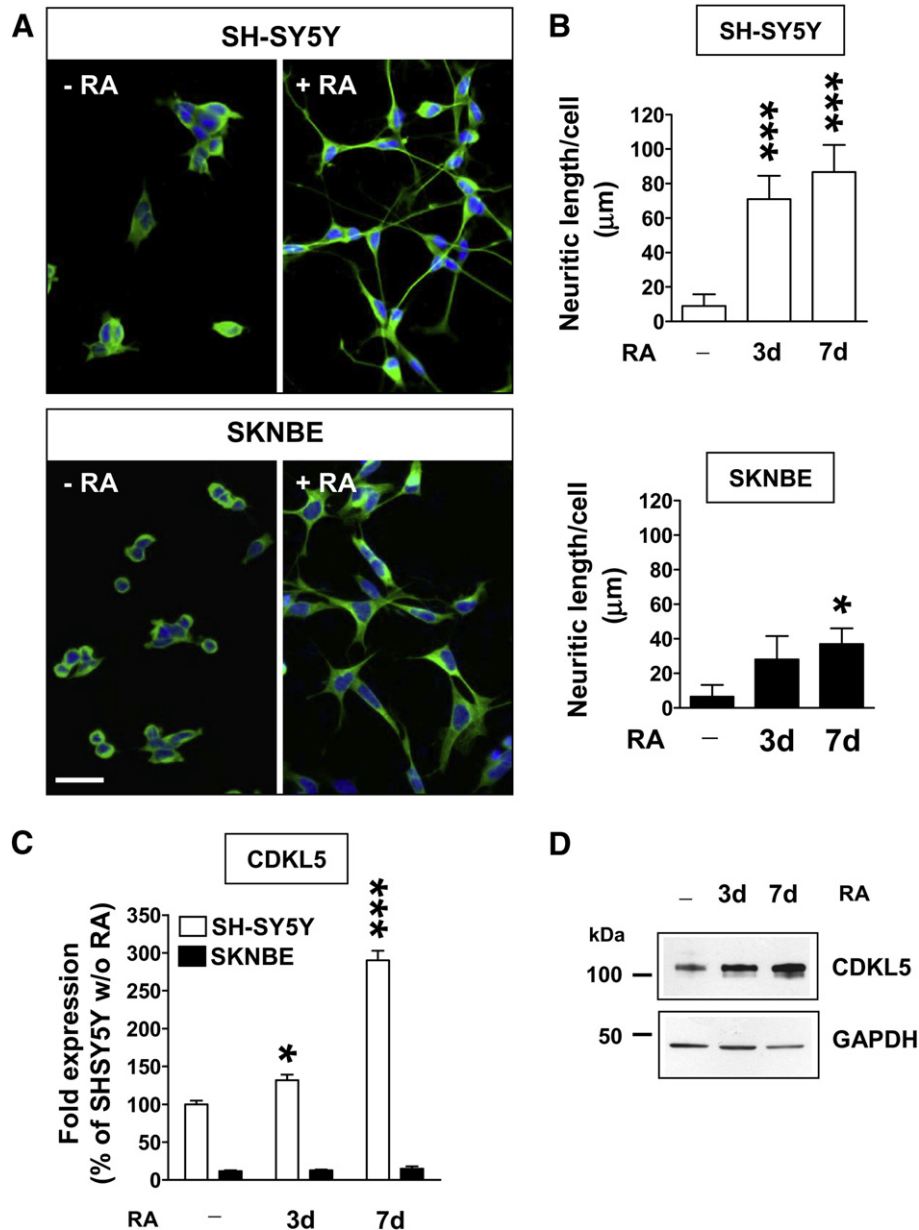 A
SH-SY5Y
- RA
+ RA
SKNBE
- RA
+ RA
B
SH-SY5Y
Neuritic length/cell
(μm)
120
100
80
60
40
20
0
***
***
RA – 3d 7d
SKNBE
Neuritic length/cell
(μm)
120
100
80
60
40
20
0
*
RA – 3d 7d
C
CDKL5
Fold expression
(% of SHSY5Y w/o RA)
350
300
250
200
150
100
50
0
SH-SY5Y
SKNBE
*
***
RA – 3d 7d
D
– 3d 7d RA
kDa
100
CDKL5
50
GAPDH